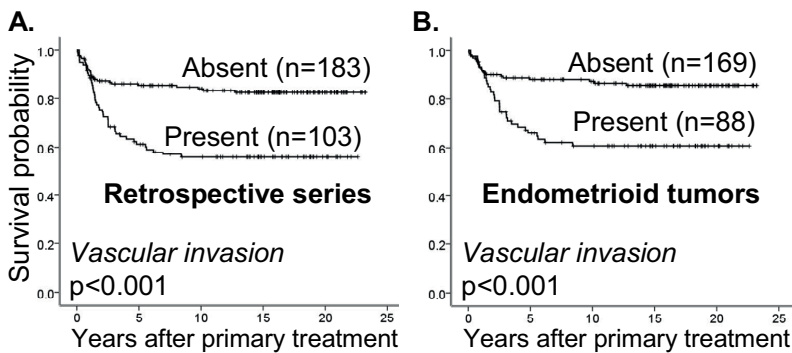 A.
Survival probability
1.0
0.8
0.6
0.4
0.2
0.0
Absent (n=183)
Present (n=103)
Retrospective series
Vascular invasion
p<0.001
0 5 10 15 20 25
Years after primary treatment
B.
1.0
0.8
0.6
0.4
0.2
0.0
Absent (n=169)
Present (n=88)
Endometrioid tumors
Vascular invasion
p<0.001
0 5 10 15 20 25
Years after primary treatment